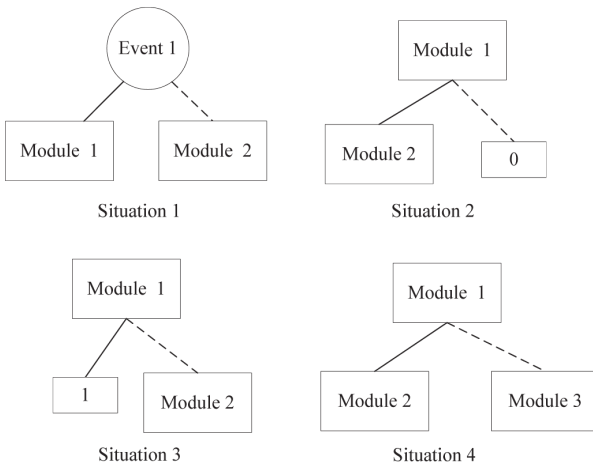 Event 1
Module 1
Module 2
Situation 1
Module 1
Module 2
0
Situation 2
Module 1
1
Module 2
Situation 3
Module 1
Module 2
Module 3
Situation 4